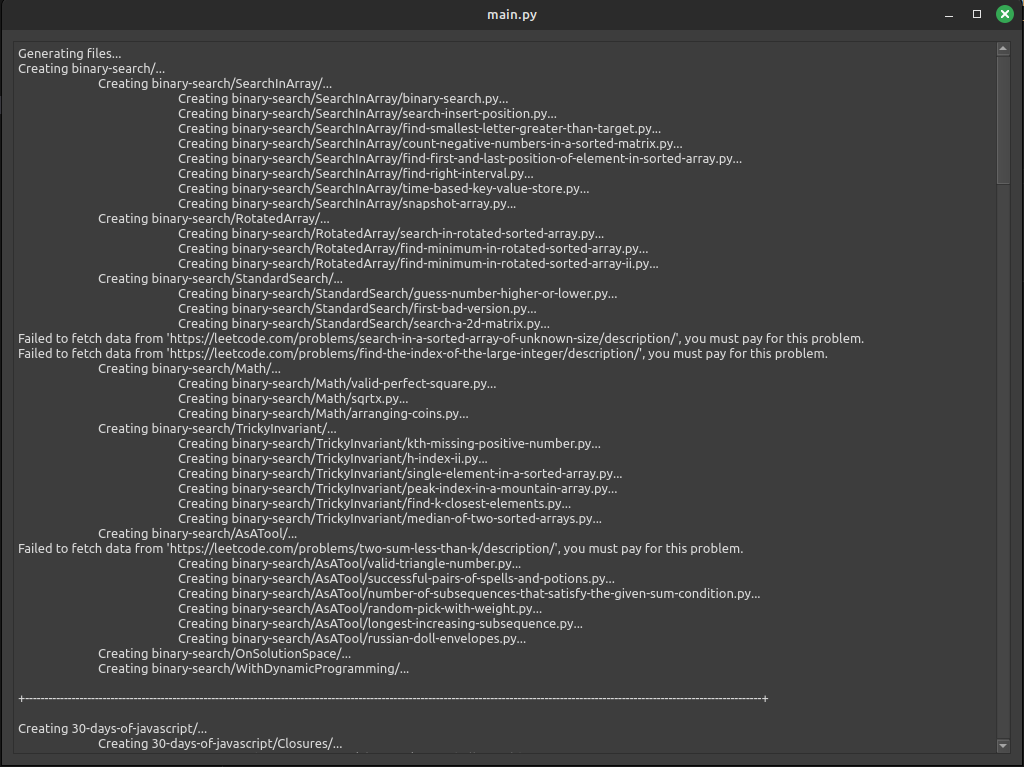 main.py
Generating files...
Creating binary-search/...
Creating binary-search/SearchInArray/...
Creating binary-search/SearchInArray/binary-search.py...
Creating binary-search/SearchInArray/search-insert-position.py...
Creating binary-search/SearchInArray/find-smallest-letter-greater-than-target.py...
Creating binary-search/SearchInArray/count-negative-numbers-in-a-sorted-matrix.py...
Creating binary-search/SearchInArray/find-first-and-last-position-of-element-in-sorted-array.py...
Creating binary-search/SearchInArray/find-right-interval.py...
Creating binary-search/SearchInArray/time-based-key-value-store.py...
Creating binary-search/SearchInArray/snapshot-array.py...
Creating binary-search/RotatedArray/...
Creating binary-search/RotatedArray/search-in-rotated-sorted-array.py...
Creating binary-search/RotatedArray/find-minimum-in-rotated-sorted-array.py...
Creating binary-search/RotatedArray/find-minimum-in-rotated-sorted-array-ii.py...
Creating binary-search/StandardSearch/...
Creating binary-search/StandardSearch/guess-number-higher-or-lower.py...
Creating binary-search/StandardSearch/first-bad-version.py...
Creating binary-search/StandardSearch/search-a-2d-matrix.py...
Failed to fetch data from 'https://leetcode.com/problems/search-in-a-sorted-array-of-unknown-size/description/', you must pay for this problem.
Failed to fetch data from 'https://leetcode.com/problems/find-the-index-of-the-large-integer/description/', you must pay for this problem.
Creating binary-search/Math/...
Creating binary-search/Math/valid-perfect-square.py...
Creating binary-search/Math/sqrtx.py...
Creating binary-search/Math/arranging-coins.py...
Creating binary-search/TrickyInvariant/...
Creating binary-search/TrickyInvariant/kth-missing-positive-number.py...
Creating binary-search/TrickyInvariant/h-index-ii.py...
Creating binary-search/TrickyInvariant/single-element-in-a-sorted-array.py...
Creating binary-search/TrickyInvariant/peak-index-in-a-mountain-array.py...
Creating binary-search/TrickyInvariant/find-k-closest-elements.py...
Creating binary-search/TrickyInvariant/median-of-two-sorted-arrays.py...
Creating binary-search/AsATool/...
Failed to fetch data from 'https://leetcode.com/problems/two-sum-less-than-k/description/', you must pay for this problem.
Creating binary-search/AsATool/valid-triangle-number.py...
Creating binary-search/AsATool/successful-pairs-of-spells-and-potions.py...
Creating binary-search/AsATool/number-of-subsequences-that-satisfy-the-given-sum-condition.py...
Creating binary-search/AsATool/random-pick-with-weight.py...
Creating binary-search/AsATool/longest-increasing-subsequence.py...
Creating binary-search/AsATool/russian-doll-envelopes.py...
Creating binary-search/OnSolutionSpace/...
Creating binary-search/WithDynamicProgramming/...
Creating 30-days-of-javascript/...
Creating 30-days-of-javascript/Closures/...